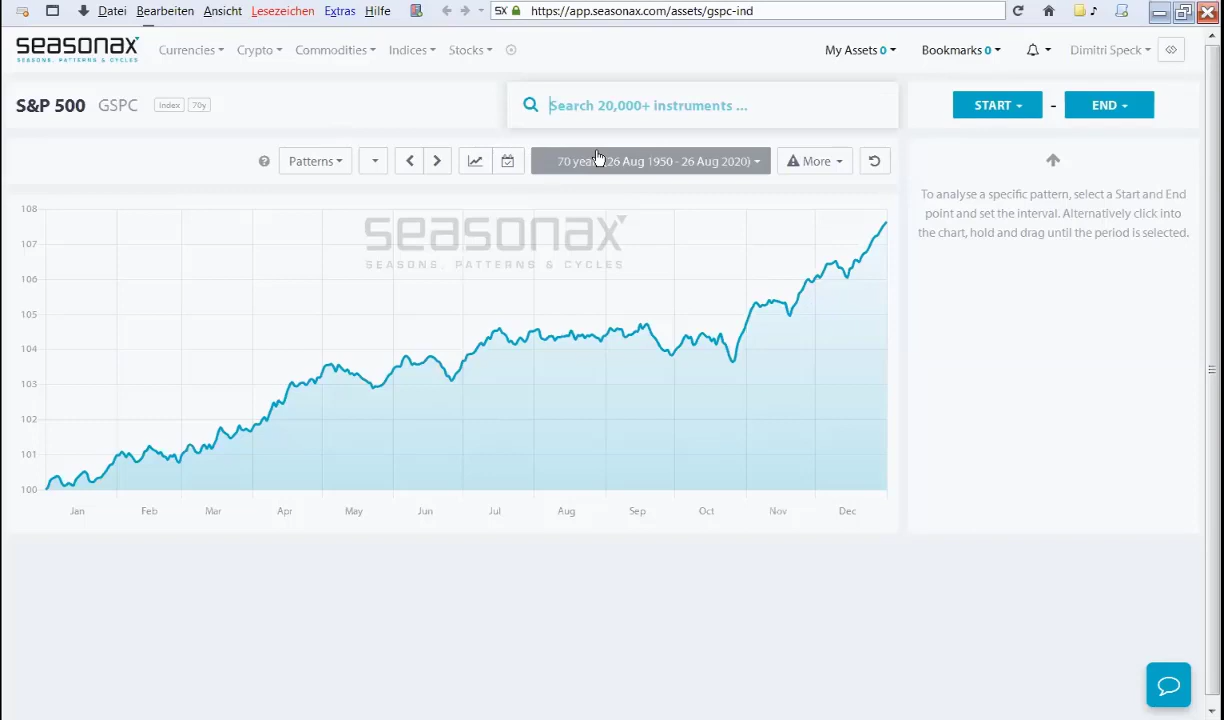 Datei Bearbeiten Ansicht Lesezeichen Extras Hilfe SX https://app.seasonax.com/assets/gspc-ind
seasonax Currencies Crypto Commodities Indices Stocks My Assets 0 Bookmarks 0 Dimitri Speck
SEASONS, PATTERNS & CYCLES
S&P 500 GSPC Index 70y Search 20,000+ instruments ... START - END
Patterns 70 years (26 Aug 1950 - 26 Aug 2020) More
To analyse a specific pattern, select a Start and End
point and set the interval. Alternatively click into
the chart, hold and drag until the period is selected.
seasonax
SEASONS, PATTERNS & CYCLES
108
107
106
105
104
103
102
101
100
Jan Feb Mar Apr May Jun Jul Aug Sep Oct Nov Dec